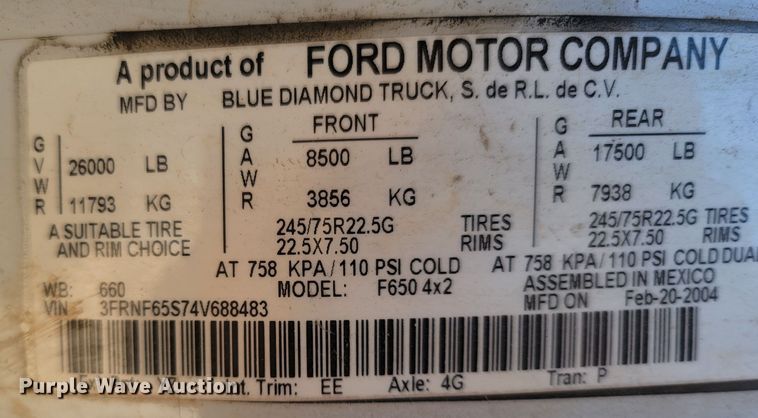 A product of FORD MOTOR COMPANY
MFD BY BLUE DIAMOND TRUCK, S. de R.L. de C.V.
GVWR 26000 LB
11793 KG
GAWR FRONT
8500 LB
3856 KG
GAWR REAR
17500 LB
7938 KG
A SUITABLE TIRE 245/75R22.5G TIRES 245/75R22.5G TIRES
AND RIM CHOICE 22.5X7.50 RIMS 22.5X7.50 RIMS
AT 758 KPA/110 PSI COLD AT 758 KPA/110 PSI COLD DUAL
WB: 660 MODEL: F650 4x2 ASSEMBLED IN MEXICO
VIN 3FRNF65S74V688483 MFD ON Feb-20-2004
Int. Trim: EE Axle: 4G Tran: P
Purple Wave Auction